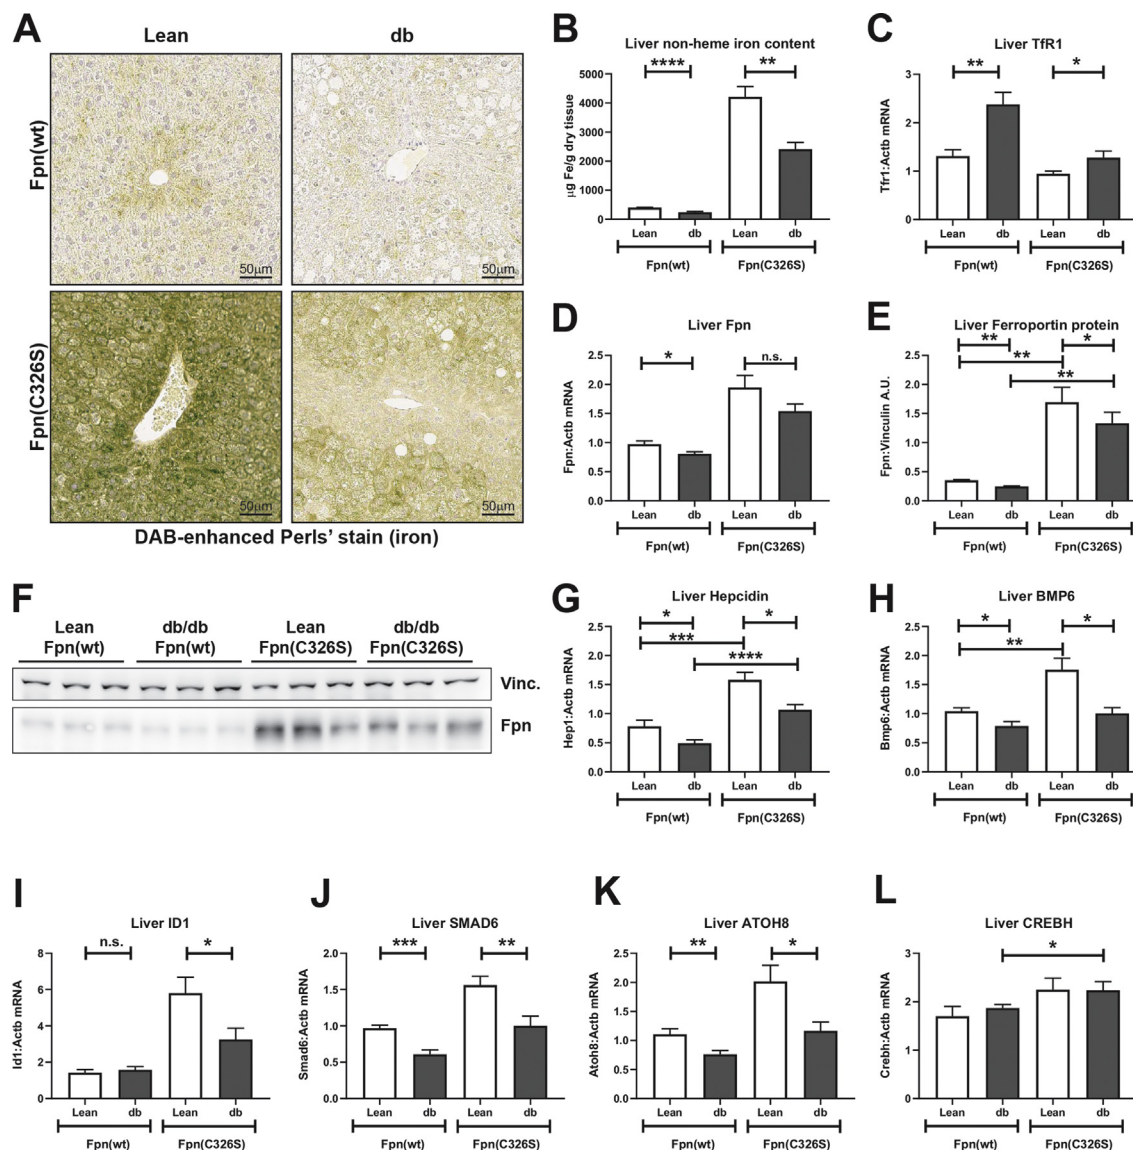 A
Lean
db
Fpn(wt)
50µm
50µm
Fpn(C326S)
50µm
50µm
DAB-enhanced Perls' stain (iron)
B
Liver non-heme iron content
****
**
µg Fe/g dry tissue
5000
4000
3000
2000
1000
0
Lean
db
Lean
db
Fpn(wt)
Fpn(C326S)
C
Liver TfR1
**
*
Tfr1:Actb mRNA
3
2
1
0
Lean
db
Lean
db
Fpn(wt)
Fpn(C326S)
D
Liver Fpn
*
n.s.
Fpn:Actb mRNA
2.5
2.0
1.5
1.0
0.5
0.0
Lean
db
Lean
db
Fpn(wt)
Fpn(C326S)
E
Liver Ferroportin protein
**
*
**
**
Fpn:Vinculin A.U.
2.5
2.0
1.5
1.0
0.5
0.0
Lean
db
Lean
db
Fpn(wt)
Fpn(C326S)
F
Lean
Fpn(wt)
db/db
Fpn(wt)
Lean
Fpn(C326S)
db/db
Fpn(C326S)
Vinc.
Fpn
G
Liver Hepcidin
*
*
***
****
Hep1:Actb mRNA
2.5
2.0
1.5
1.0
0.5
0.0
Lean
db
Lean
db
Fpn(wt)
Fpn(C326S)
H
Liver BMP6
*
*
**
Bmp6:Actb mRNA
2.5
2.0
1.5
1.0
0.5
0.0
Lean
db
Lean
db
Fpn(wt)
Fpn(C326S)
I
Liver ID1
n.s.
*
Id1:Actb mRNA
8
6
4
2
0
Lean
db
Lean
db
Fpn(wt)
Fpn(C326S)
J
Liver SMAD6
***
**
Smad6:Actb mRNA
2.0
1.5
1.0
0.5
0.0
Lean
db
Lean
db
Fpn(wt)
Fpn(C326S)
K
Liver ATOH8
**
*
Atoh8:Actb mRNA
2.5
2.0
1.5
1.0
0.5
0.0
Lean
db
Lean
db
Fpn(wt)
Fpn(C326S)
L
Liver CREBH
*
Crebh:Actb mRNA
3
2
1
0
Lean
db
Lean
db
Fpn(wt)
Fpn(C326S)